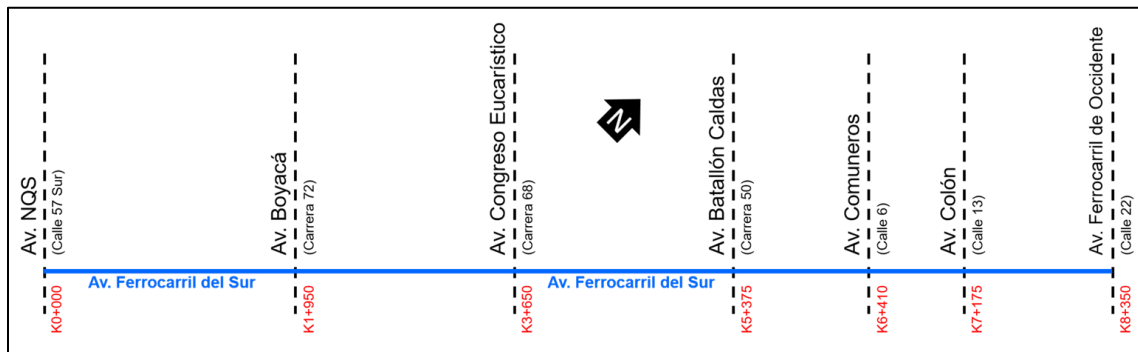 Av. NQS
(Calle 57 Sur)
Av. Boyacá
(Carrera 72)
Av. Congreso Eucarístico
(Carrera 68)
N
Av. Batallón Caldas
(Carrera 50)
Av. Comuneros
(Calle 6)
Av. Colón
(Calle 13)
Av. Ferrocarril de Occidente
(Calle 22)
Av. Ferrocarril del Sur
Av. Ferrocarril del Sur
K0+000
K1+950
K3+650
K5+375
K6+410
K7+175
K8+350